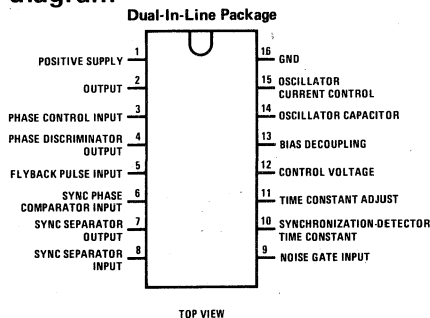 diagram
Dual-In-Line Package
POSITIVE SUPPLY 1
OUTPUT 2
PHASE CONTROL INPUT 3
PHASE DISCRIMINATOR
OUTPUT 4
FLYBACK PULSE INPUT 5
SYNC PHASE
COMPARATOR INPUT 6
SYNC SEPARATOR
OUTPUT 7
SYNC SEPARATOR
INPUT 8
16 GND
15 OSCILLATOR
CURRENT CONTROL
14 OSCILLATOR CAPACITOR
13 BIAS DECOUPLING
12 CONTROL VOLTAGE
11 TIME CONSTANT ADJUST
10 SYNCHRONIZATION-DETECTOR
TIME CONSTANT
9 NOISE GATE INPUT
TOP VIEW